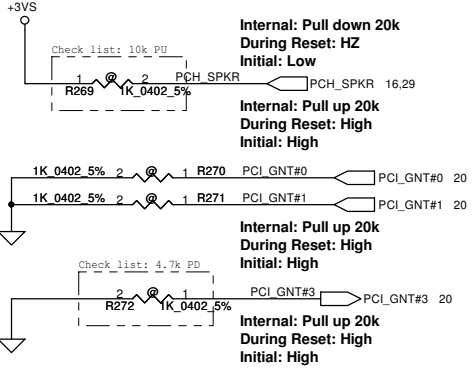 +3VS
Internal: Pull down 20k
During Reset: HZ
Initial: Low
Check list: 10k PU
1 @ 2 PCH_SPKR
R269 1K_0402_5%
PCH_SPKR 16,29
Internal: Pull up 20k
During Reset: High
Initial: High
1K_0402_5% 2 @ 1 R270 PCI_GNT#0
PCI_GNT#0 20
1K_0402_5% 2 @ 1 R271 PCI_GNT#1
PCI_GNT#1 20
Internal: Pull up 20k
During Reset: High
Initial: High
Check list: 4.7k PD
2 @ 1 PCI_GNT#3
R272 1K_0402_5%
PCI_GNT#3 20
Internal: Pull up 20k
During Reset: High
Initial: High